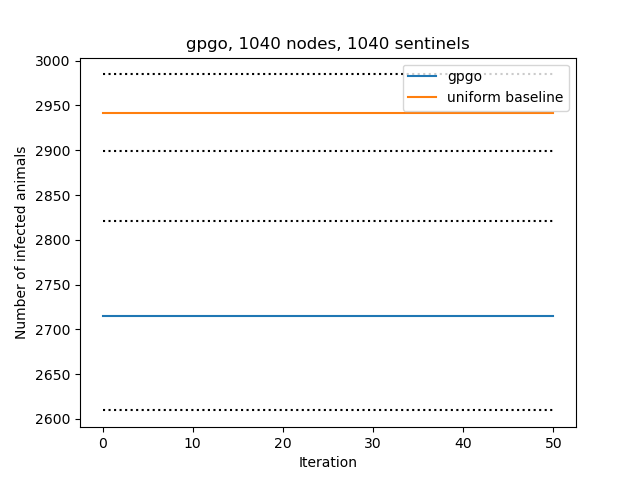 gpgo, 1040 nodes, 1040 sentinels
3000
2950
2900
2850
2800
2750
2700
2650
2600
Number of infected animals
gpgo
uniform baseline
0 10 20 30 40 50
Iteration